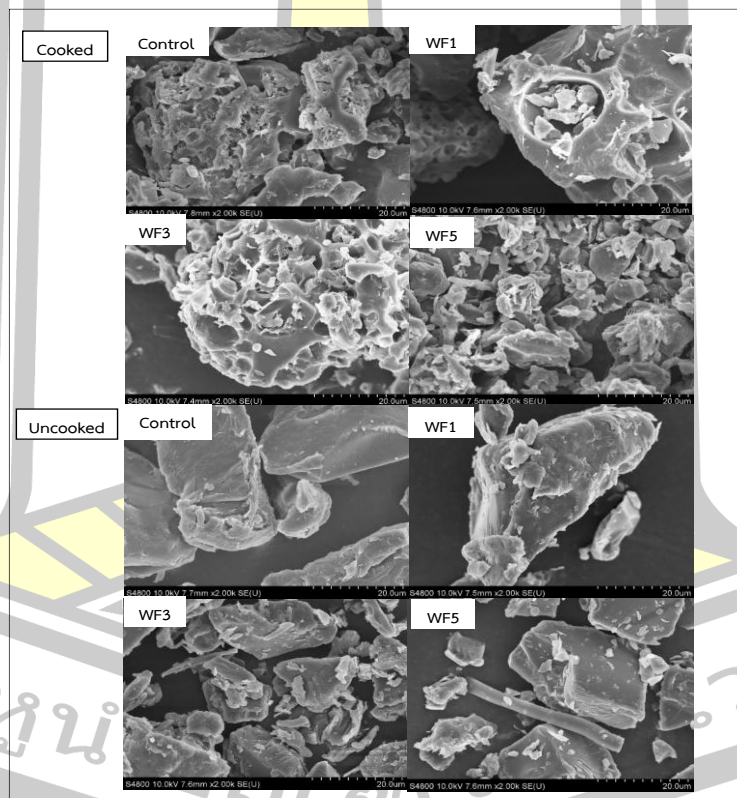 Cooked
Control
WF1
S4800 10.0kV 7.8mm x2.00k SE(U) 20.0um
S4800 10.0kV 7.6mm x2.00k SE(U) 20.0um
WF3
WF5
S4800 10.0kV 7.4mm x2.00k SE(U) 20.0um
S4800 10.0kV 7.5mm x2.00k SE(U) 20.0um
Uncooked
Control
WF1
S4800 10.0kV 7.7mm x2.00k SE(U) 20.0um
S4800 10.0kV 7.5mm x2.00k SE(U) 20.0um
WF3
WF5
S4800 10.0kV 7.6mm x2.00k SE(U) 20.0um
S4800 10.0kV 7.6mm x2.00k SE(U) 20.0um